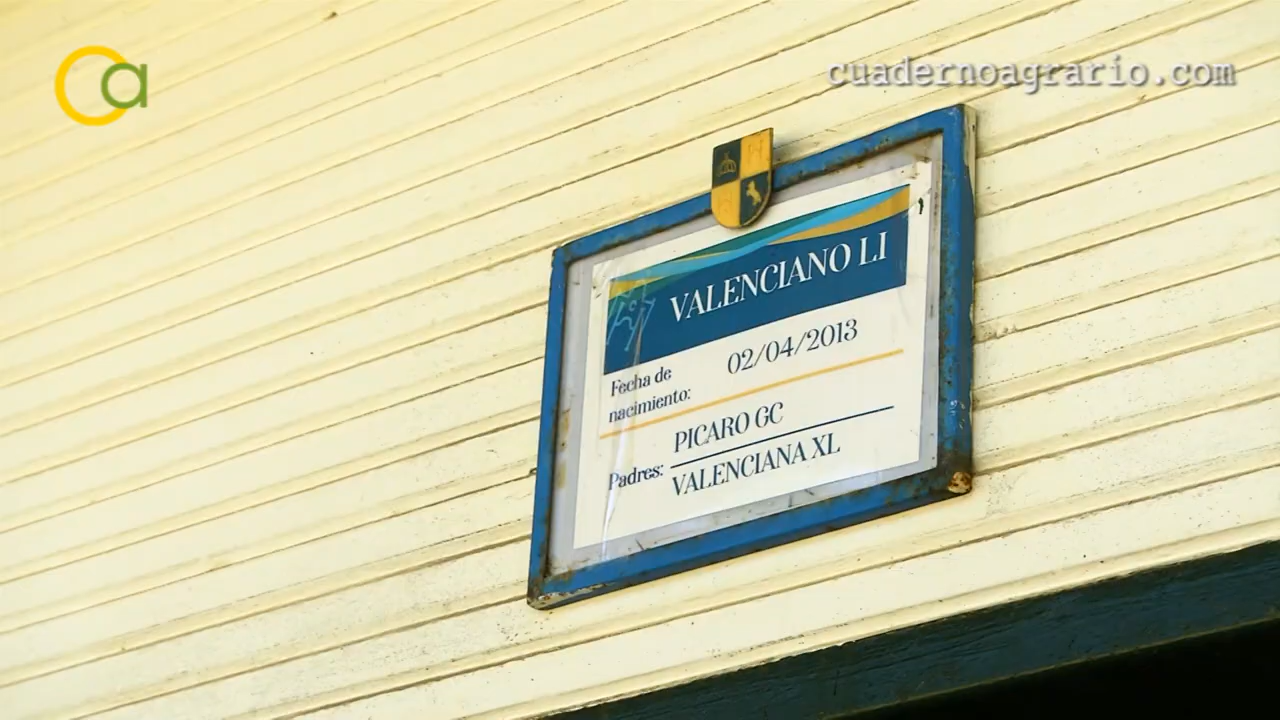 a
cuadernoagrario.com
VALENCIANO LI
Fecha de
nacimiento:
02/04/2013
Padres:
PICARO GC
VALENCIANA XL